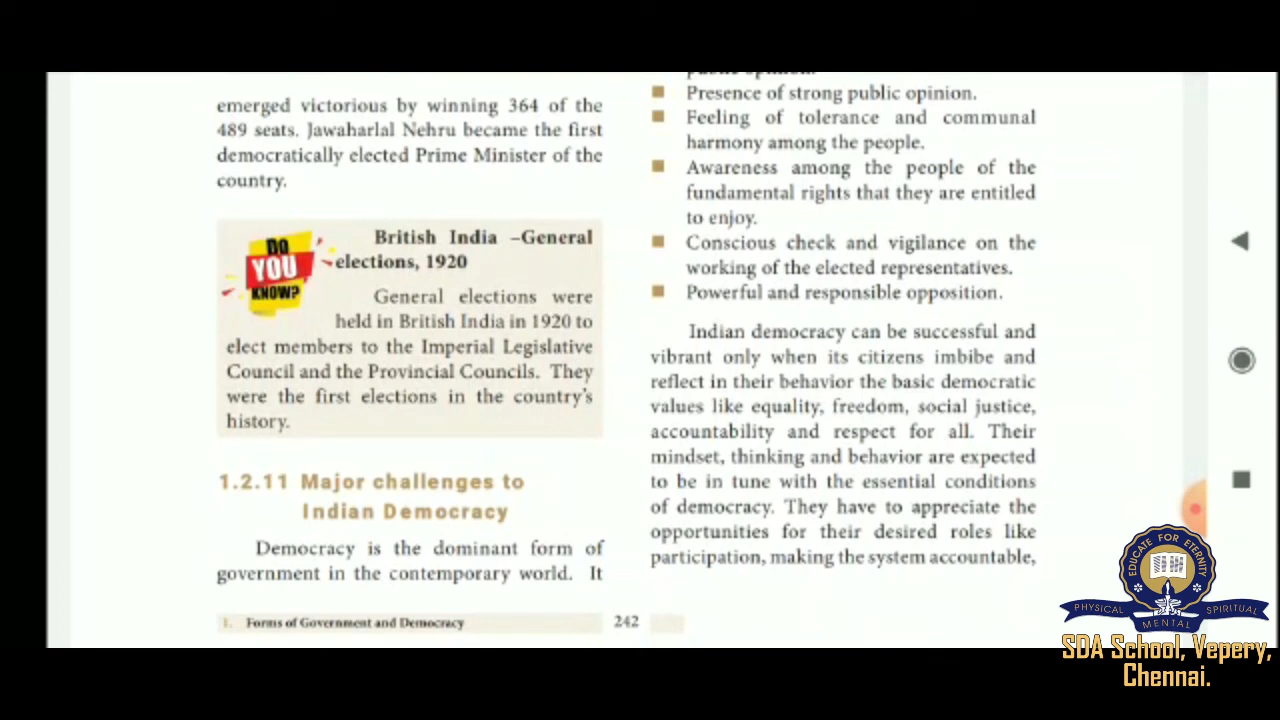 emerged victorious by winning 364 of the
489 seats. Jawaharlal Nehru became the first
democratically elected Prime Minister of the
country.
DO
YOU
KNOW?
British India –General
elections, 1920
General elections were
held in British India in 1920 to
elect members to the Imperial Legislative
Council and the Provincial Councils. They
were the first elections in the country's
history.
1.2.11 Major challenges to
Indian Democracy
Democracy is the dominant form of
government in the contemporary world. It
public opinion.
Presence of strong public opinion.
Feeling of tolerance and communal
harmony among the people.
Awareness among the people of the
fundamental rights that they are entitled
to enjoy.
Conscious check and vigilance on the
working of the elected representatives.
Powerful and responsible opposition.
Indian democracy can be successful and
vibrant only when its citizens imbibe and
reflect in their behavior the basic democratic
values like equality, freedom, social justice,
accountability and respect for all. Their
mindset, thinking and behavior are expected
to be in tune with the essential conditions
of democracy. They have to appreciate the
opportunities for their desired roles like
participation, making the system accountable,
1. Forms of Government and Democracy
242
EDUCATE FOR ETERNITY
PHYSICAL
MENTAL
SPIRITUAL
SDA School, Vepery,
Chennai.